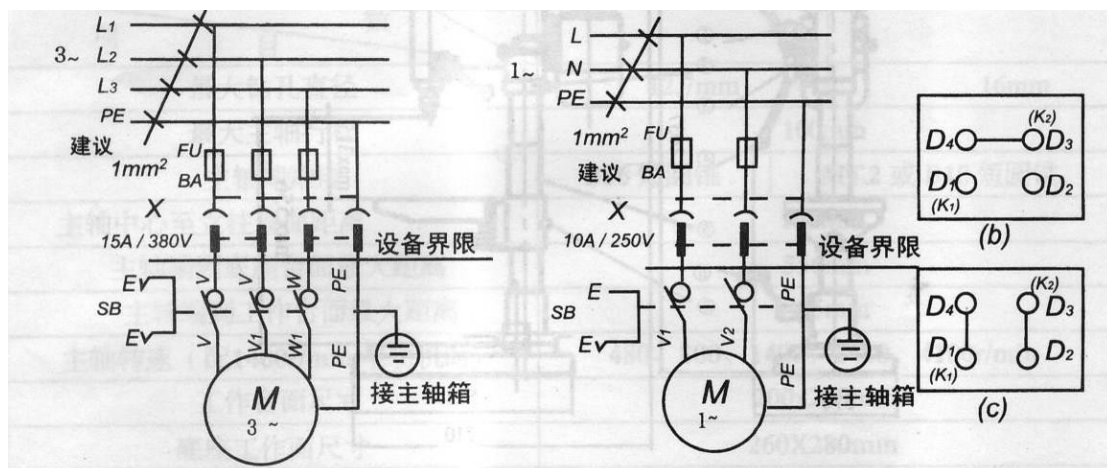 L1
3~
L2
L3
PE
建议
1mm²
FU
BA
X
15A / 380V
设备界限
E
SB
E
V
V
W
PE
V
V1
W1
PE
M
3 ~
接主轴箱
L
1~
N
PE
1mm²
建议
FU
BA
X
10A / 250V
设备界限
E
SB
E
V1
V2
PE
PE
M
1~
接主轴箱
(K2)
D4
D3
D1
D2
(K1)
(b)
(K2)
D4
D3
D1
D2
(K1)
(c)
16mm
260X280mm